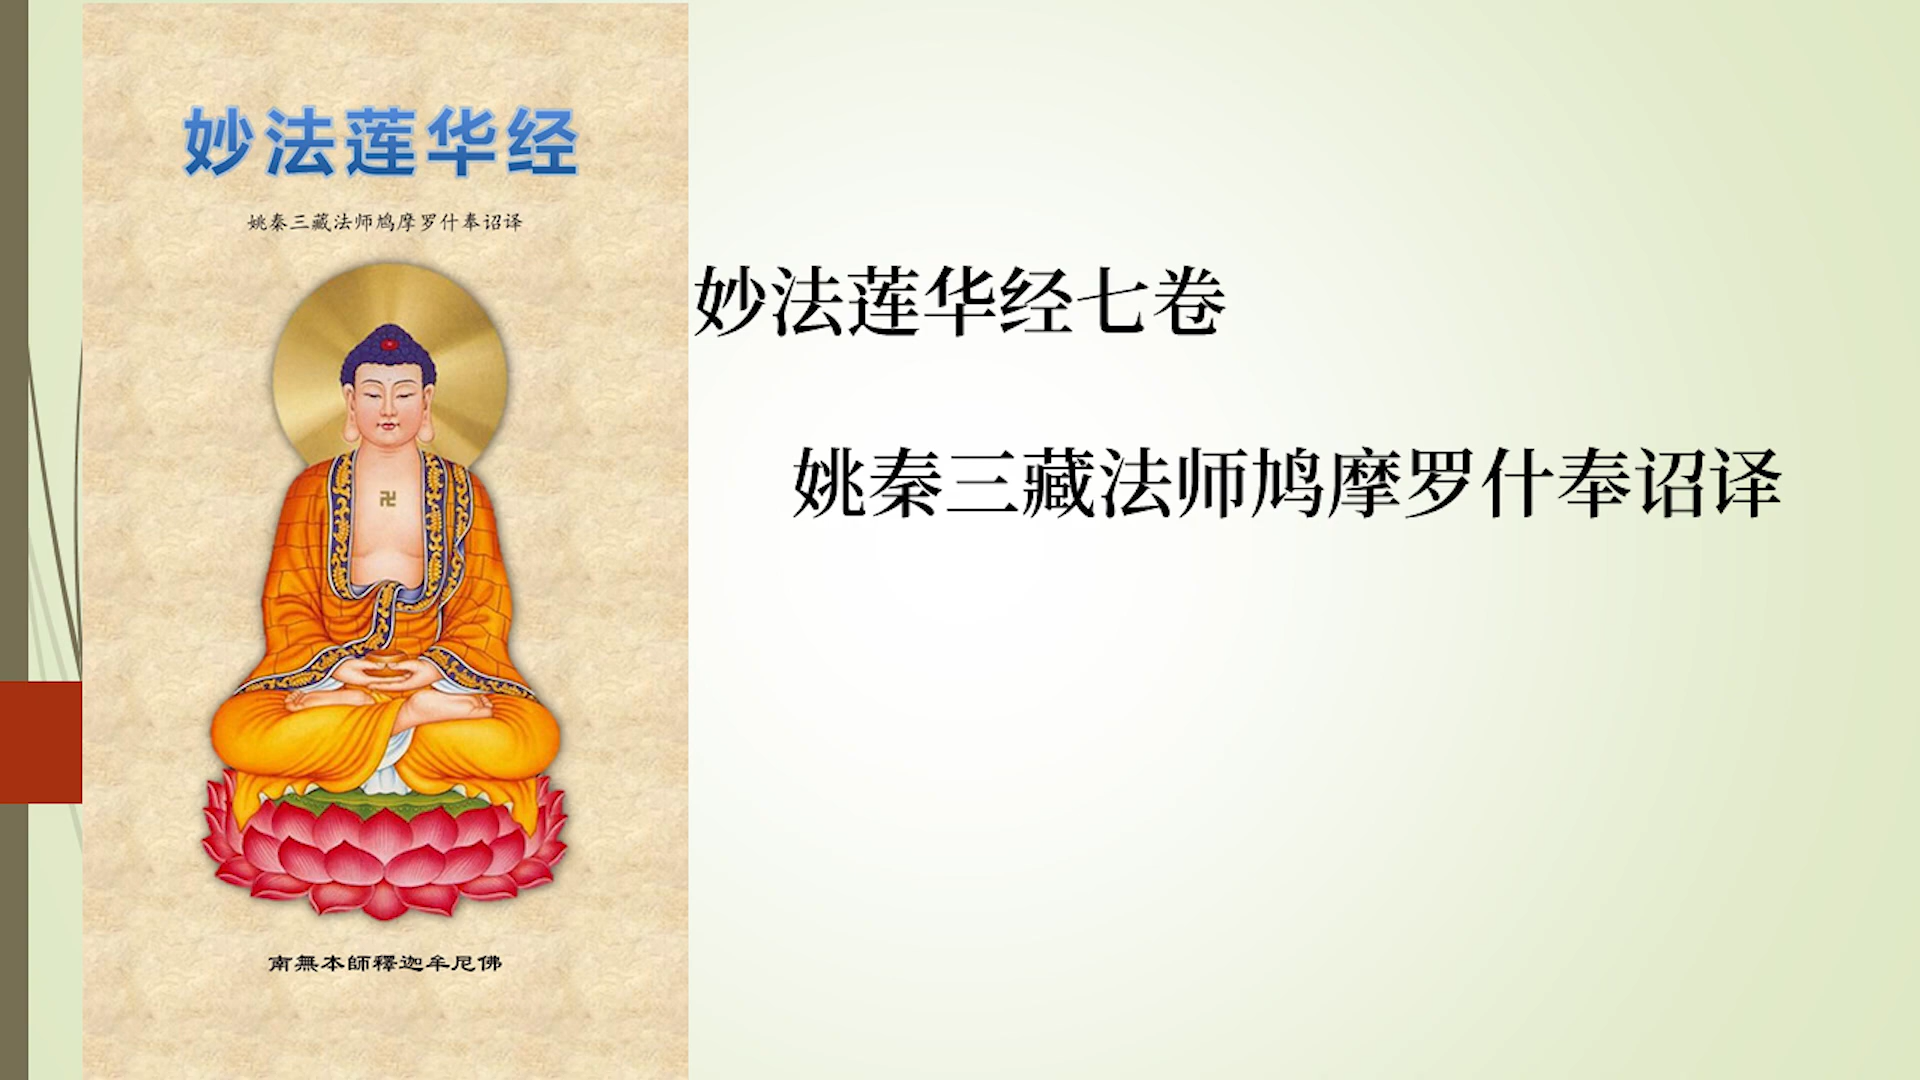 妙法莲华经
姚秦三藏法师鸠摩罗什奉诏译
卍
南無本師釋迦牟尼佛
妙法莲华经七卷
姚秦三藏法师鸠摩罗什奉诏译